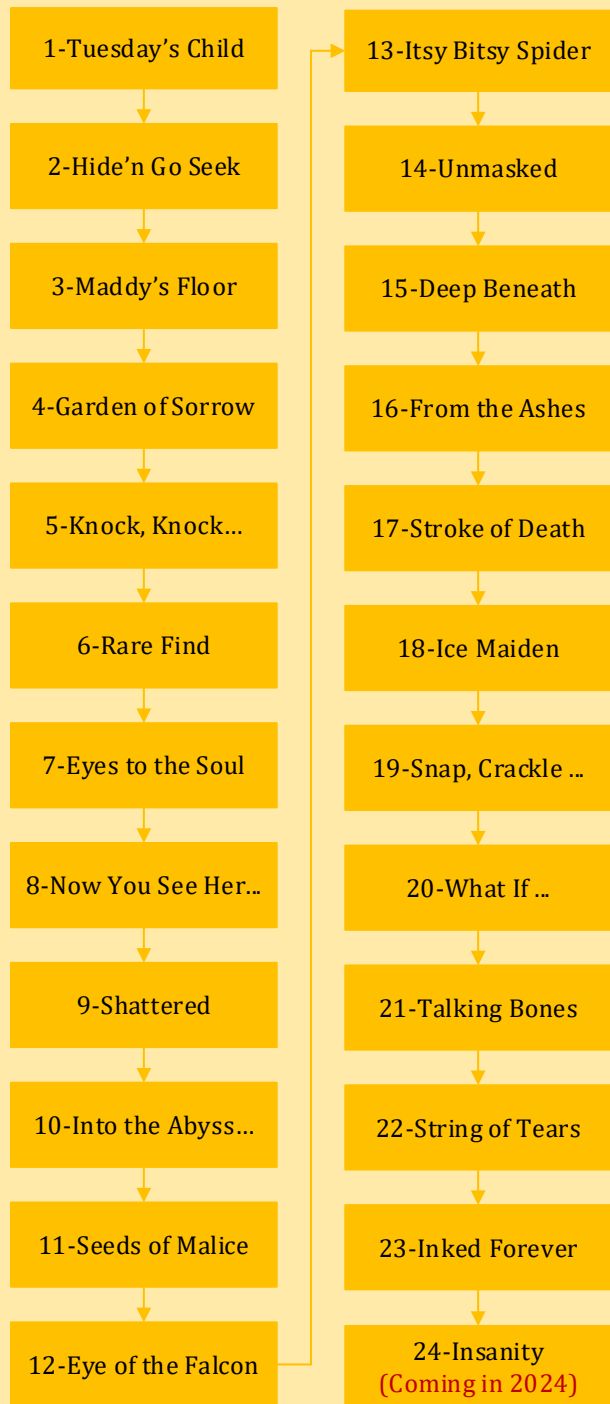 1-Tuesday’s Child
2-Hide’n Go Seek
3-Maddy’s Floor
4-Garden of Sorrow
5-Knock, Knock…
6-Rare Find
7-Eyes to the Soul
8-Now You See Her…
9-Shattered
10-Into the Abyss…
11-Seeds of Malice
12-Eye of the Falcon
13-Itsy Bitsy Spider
14-Unmasked
15-Deep Beneath
16-From the Ashes
17-Stroke of Death
18-Ice Maiden
19-Snap, Crackle ...
20-What If ...
21-Talking Bones
22-String of Tears
23-Inked Forever
24-Insanity
(Coming in 2024)